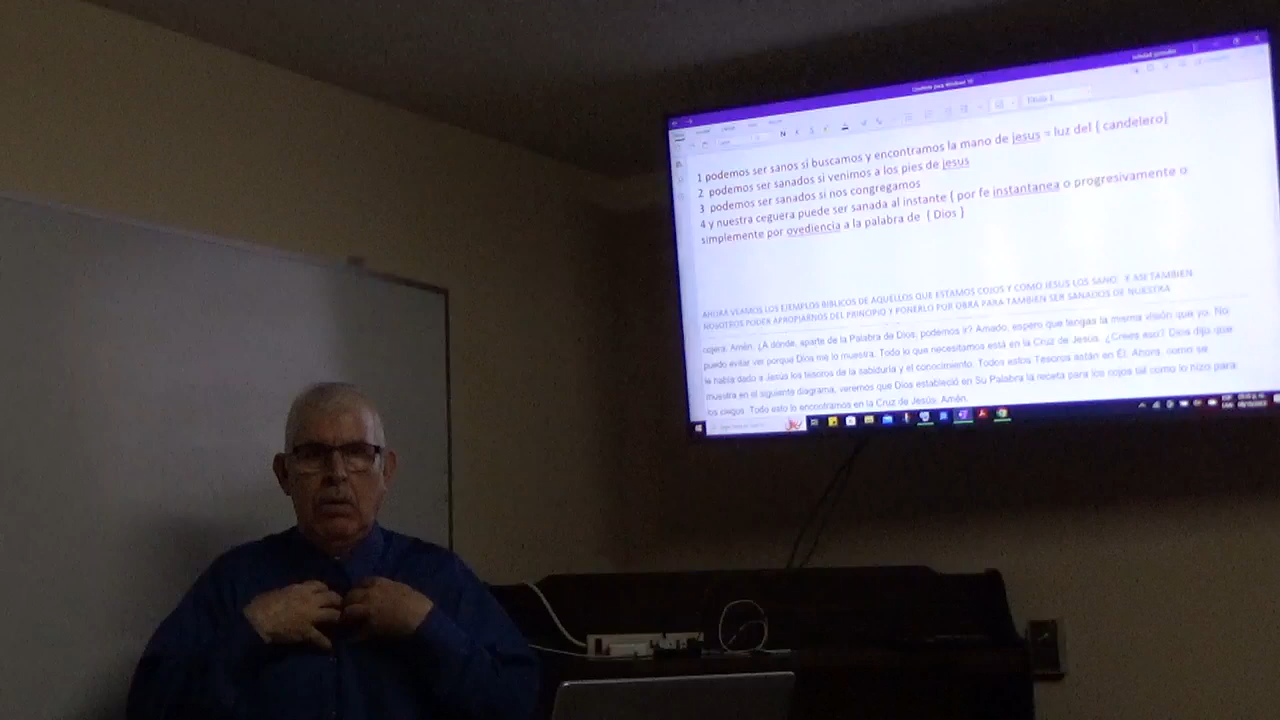 OneNote para Windows 10
Título 1
1 podemos ser sanos si buscamos y encontramos la mano de jesus = luz del { candelero}
2 podemos ser sanados si venimos a los pies de jesus
3 podemos ser sanados si nos congregamos
4 y nuestra ceguera puede ser sanada al instante { por fe instantanea o progresivamente o
simplemente por ovediencia a la palabra de { Dios }
AHORA VEAMOS LOS EJEMPLOS BIBLICOS DE AQUELLOS QUE ESTAMOS COJOS Y COMO JESUS LOS SANO. Y ASI TAMBIEN
NOSOTROS PODER APROPIARNOS DEL PRINCIPIO Y PONERLO POR OBRA PARA TAMBIEN SER SANADOS DE NUESTRA
cojera. Amén. ¿A dónde, aparte de la Palabra de Dios, podemos ir? Amado, espero que tengas la misma visión que yo. No
puedo evitar ver porque Dios me lo muestra. Todo lo que necesitamos está en la Cruz de Jesús. ¿Crees eso? Dios dijo que
le había dado a Jesús los tesoros de la sabiduría y el conocimiento. Todos estos Tesoros están en Él. Ahora, como se
muestra en el siguiente diagrama, veremos que Dios estableció en Su Palabra la receta para los cojos tal como lo hizo para
los ciegos. Todo esto lo encontramos en la Cruz de Jesús. Amén.